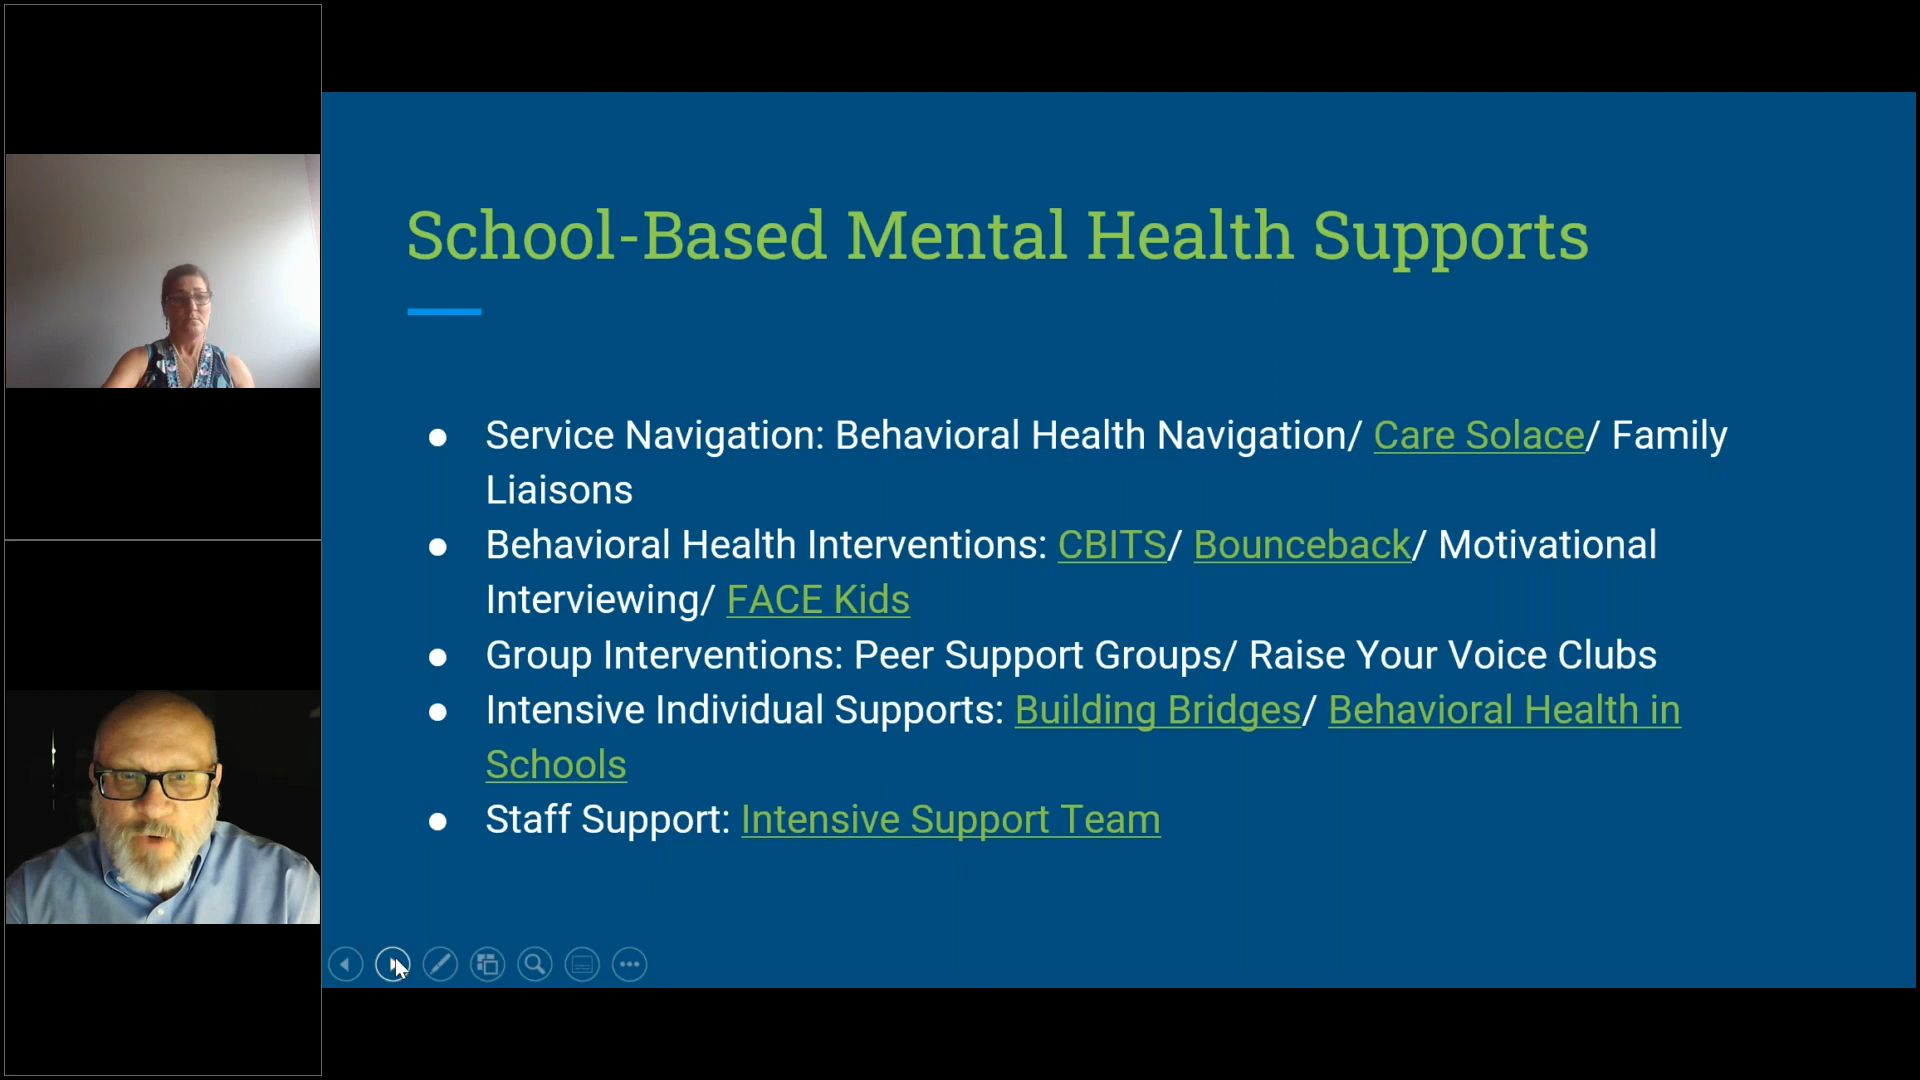 School-Based Mental Health Supports
● Service Navigation: Behavioral Health Navigation/ Care Solace/ Family
Liaisons
● Behavioral Health Interventions: CBITS/ Bounceback/ Motivational
Interviewing/ FACE Kids
● Group Interventions: Peer Support Groups/ Raise Your Voice Clubs
● Intensive Individual Supports: Building Bridges/ Behavioral Health in
Schools
● Staff Support: Intensive Support Team